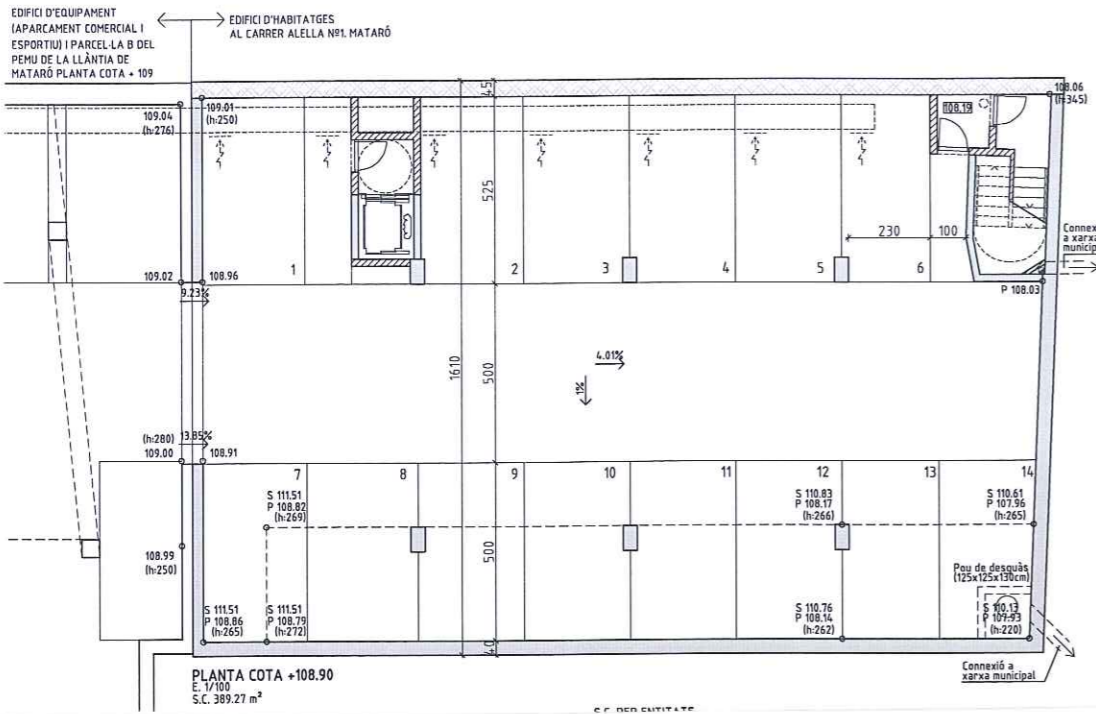 EDIFICI D'EQUIPAMENT
(APARCAMENT COMERCIAL I
ESPORTIU) I PARCEL·LA B DEL
PEMU DE LA LLÀNTIA DE
MATARÓ PLANTA COTA + 109
EDIFICI D'HABITATGES
AL CARRER ALELLA Nº1. MATARÓ
45
108.06
(h:345)
109.04
(h:276)
109.01
(h:250)
108.19
525
230
100
Connexió
a xarxa
municipal
1
2
3
4
5
6
109.02
108.96
P 108.03
9.23%
1610
500
4.01%
1%
(h:280)
13.85%
109.00
108.91
7
8
9
10
11
12
13
14
S 111.51
P 108.82
(h:269)
S 110.83
P 108.17
(h:266)
S 110.61
P 107.96
(h:265)
500
108.99
(h:250)
Pou de desguàs
(125x125x130cm)
S 111.51
P 108.86
(h:265)
S 111.51
P 108.79
(h:272)
S 110.76
P 108.14
(h:262)
S 110.13
P 107.93
(h:220)
40
PLANTA COTA +108.90
E. 1/100
S.C. 389.27 m²
Connexió a
xarxa municipal
S.C. PER ENTITATS